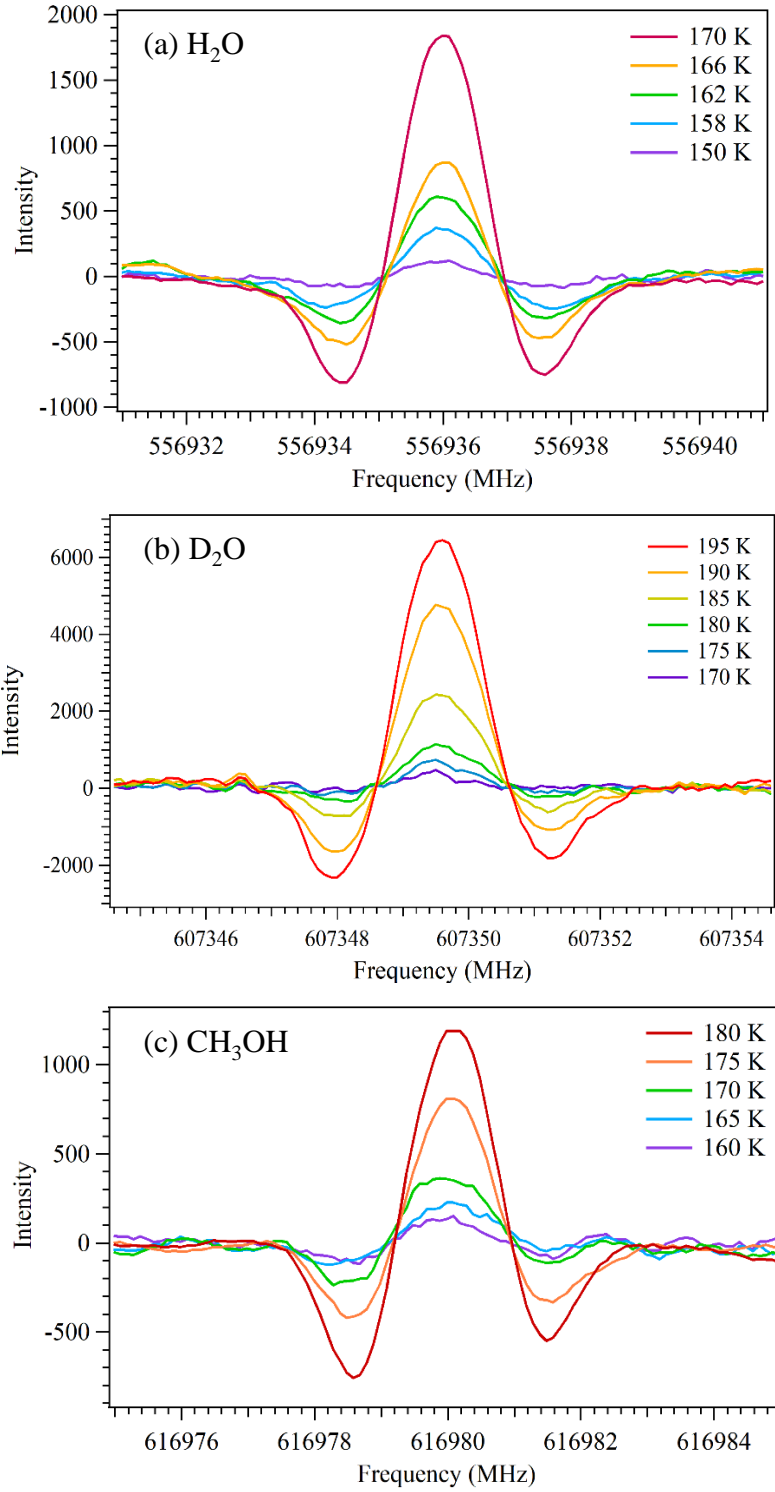 (a) H₂O
170 K
166 K
162 K
158 K
150 K
Intensity
2000
1500
1000
500
0
-500
-1000
556932 556934 556936 556938 556940
Frequency (MHz)
(b) D₂O
195 K
190 K
185 K
180 K
175 K
170 K
Intensity
6000
4000
2000
0
-2000
607346 607348 607350 607352 607354
Frequency (MHz)
(c) CH₃OH
180 K
175 K
170 K
165 K
160 K
Intensity
1000
500
0
-500
616976 616978 616980 616982 616984
Frequency (MHz)